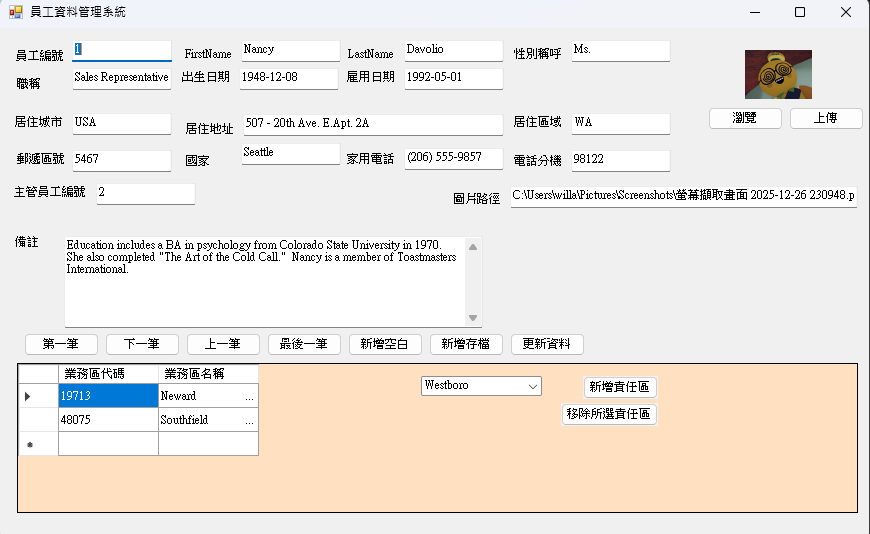 員工資料管理系統
員工編號 1 FirstName Nancy LastName Davolio 性別稱呼 Ms.
職稱 Sales Representative 出生日期 1948-12-08 雇用日期 1992-05-01
瀏覽 上傳
居住城市 USA 居住地址 507 - 20th Ave. E.Apt. 2A 居住區域 WA
郵遞區號 5467 國家 Seattle 家用電話 (206) 555-9857 電話分機 98122
主管員工編號 2 圖片路徑 C:\Users\willa\Pictures\Screenshots\螢幕擷取畫面 2025-12-26 230948.p
備註
Education includes a BA in psychology from Colorado State University in 1970.
She also completed "The Art of the Cold Call."  Nancy is a member of Toastmasters
International.
第一筆 下一筆 上一筆 最後一筆 新增空白 新增存檔 更新資料
業務區代碼 業務區名稱
19713 Neward ...
48075 Southfield ...
Westboro 新增責任區
移除所選責任區